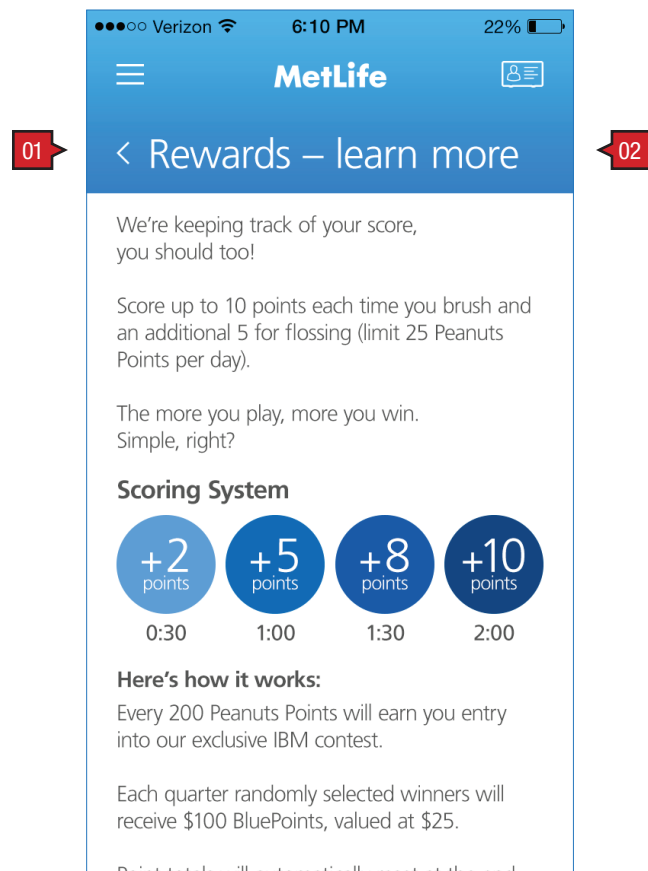 Verizon 6:10 PM 22%
MetLife
01 < Rewards – learn more 02
We're keeping track of your score,
you should too!
Score up to 10 points each time you brush and
an additional 5 for flossing (limit 25 Peanuts
Points per day).
The more you play, more you win.
Simple, right?
Scoring System
+2 points +5 points +8 points +10 points
0:30 1:00 1:30 2:00
Here's how it works:
Every 200 Peanuts Points will earn you entry
into our exclusive IBM contest.
Each quarter randomly selected winners will
receive $100 BluePoints, valued at $25.